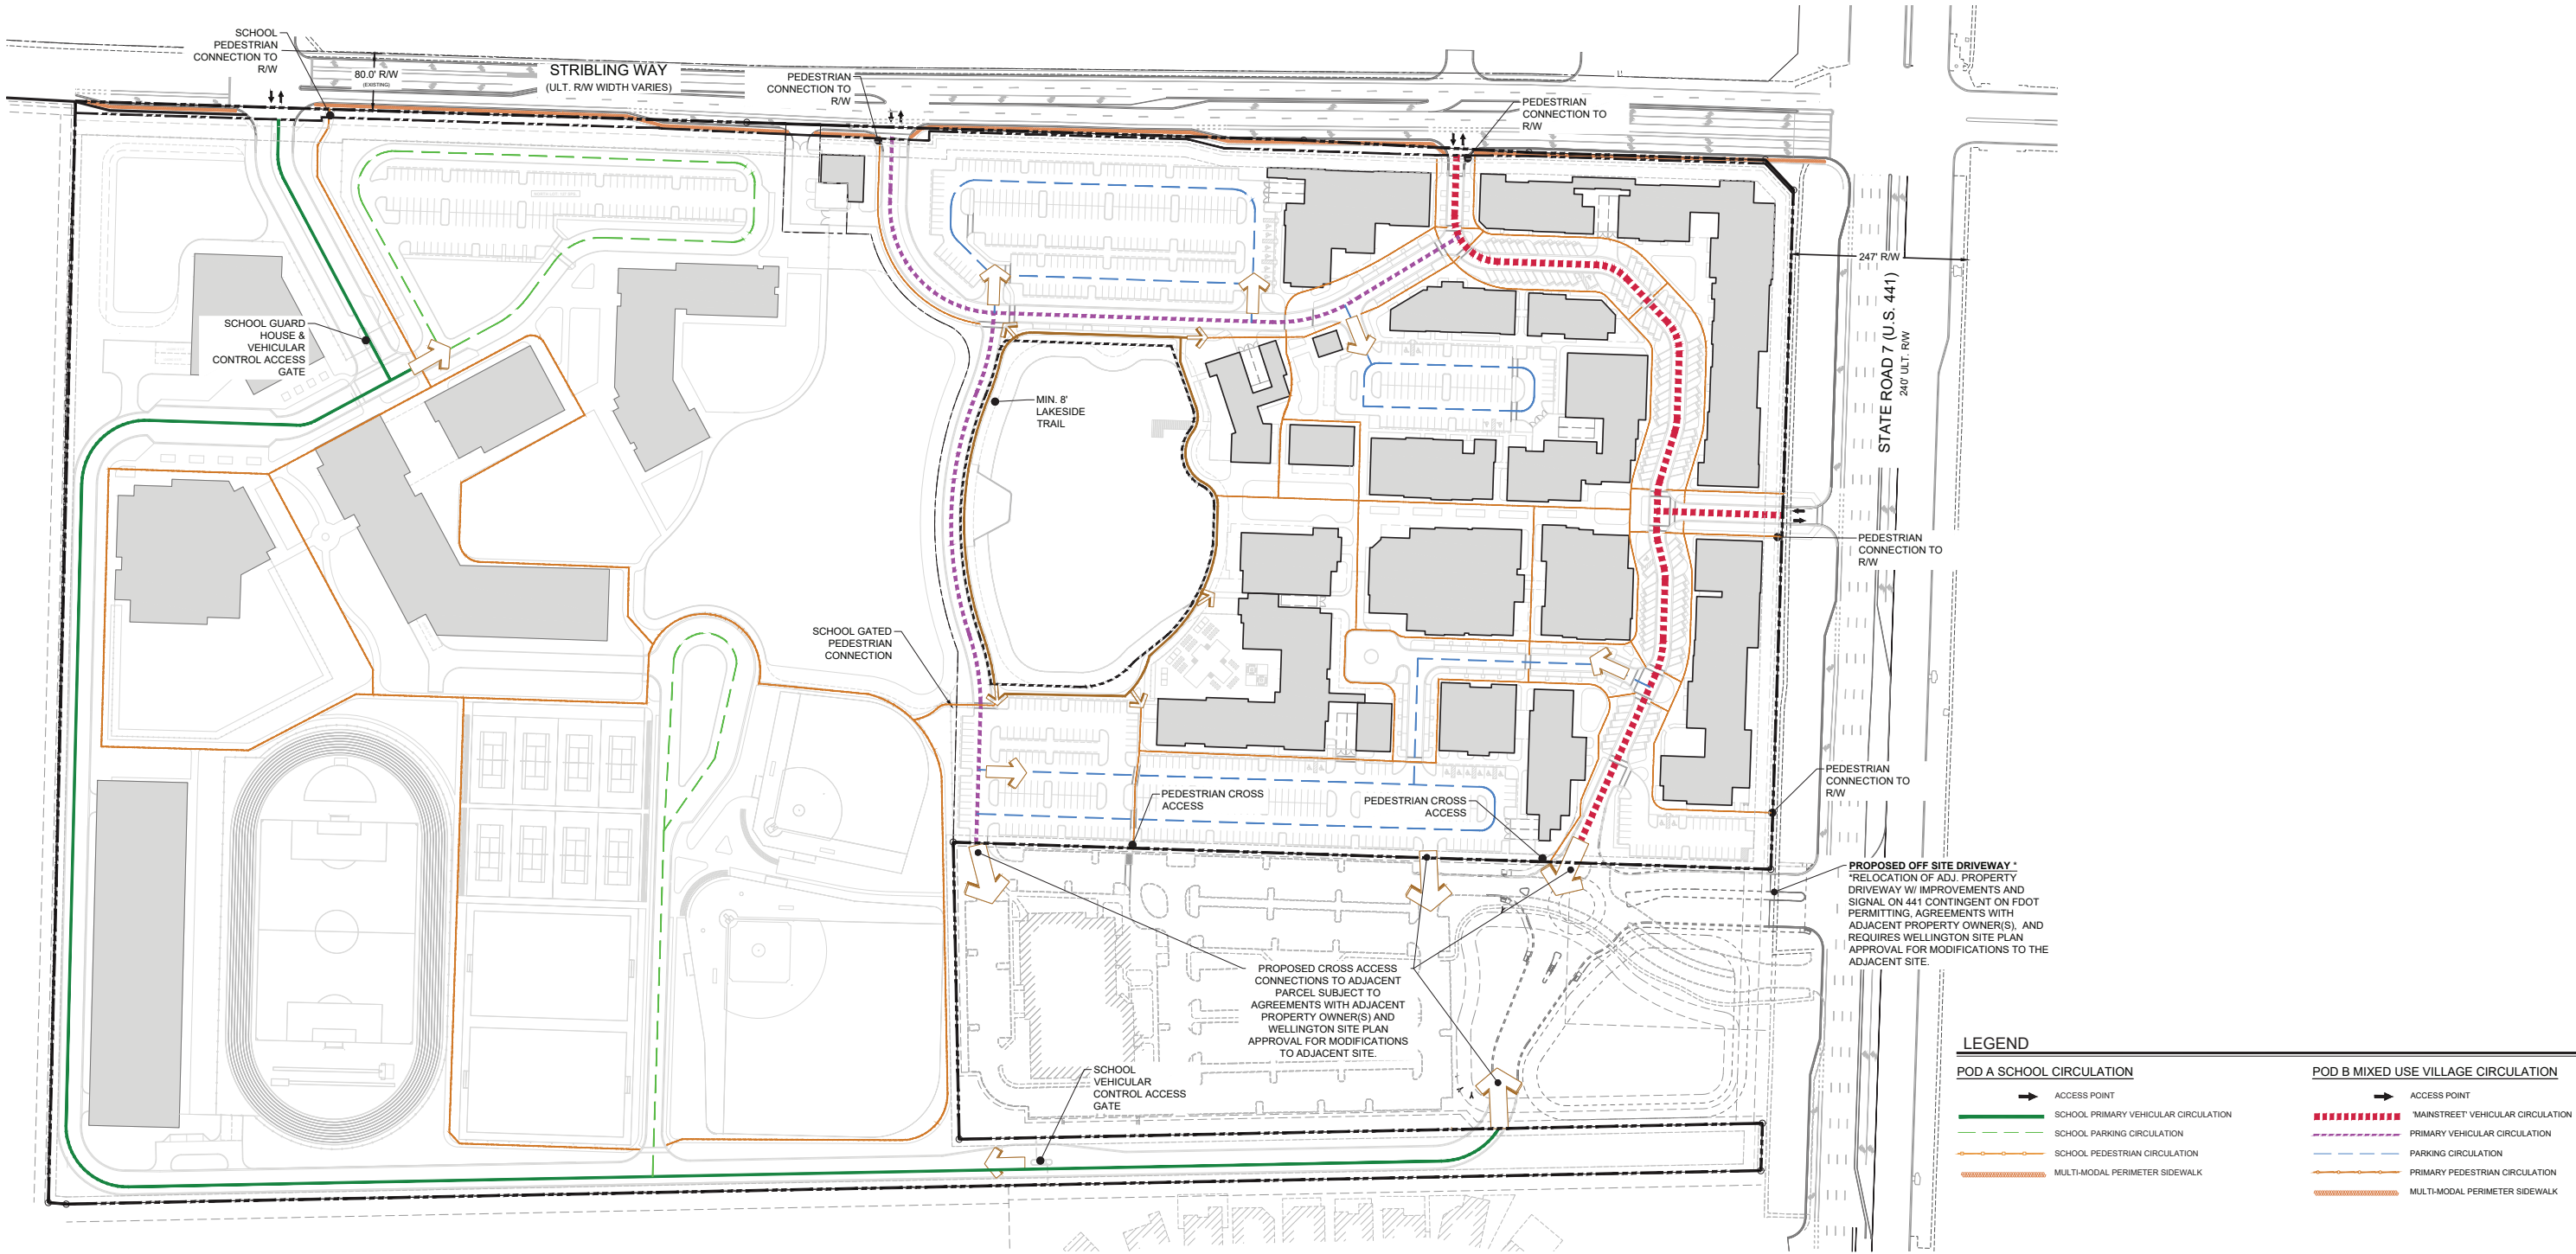 SCHOOL
PEDESTRIAN
CONNECTION TO
R/W
80.0' R/W
(EXISTING)
STRIBLING WAY
(ULT. R/W WIDTH VARIES)
PEDESTRIAN
CONNECTION TO
R/W
PEDESTRIAN
CONNECTION TO
R/W
247' R/W
STATE ROAD 7 (U.S. 441)
240' ULT. R/W
SCHOOL GUARD
HOUSE &
VEHICULAR
CONTROL ACCESS
GATE
MIN. 8'
LAKESIDE
TRAIL
PEDESTRIAN
CONNECTION TO
R/W
SCHOOL GATED
PEDESTRIAN
CONNECTION
PEDESTRIAN CROSS
ACCESS
PEDESTRIAN CROSS
ACCESS
PEDESTRIAN
CONNECTION TO
R/W
PROPOSED OFF SITE DRIVEWAY *
*RELOCATION OF ADJ. PROPERTY
DRIVEWAY W/ IMPROVEMENTS AND
SIGNAL ON 441 CONTINGENT ON FDOT
PERMITTING, AGREEMENTS WITH
ADJACENT PROPERTY OWNER(S), AND
REQUIRES WELLINGTON SITE PLAN
APPROVAL FOR MODIFICATIONS TO THE
ADJACENT SITE.
PROPOSED CROSS ACCESS
CONNECTIONS TO ADJACENT
PARCEL SUBJECT TO
AGREEMENTS WITH ADJACENT
PROPERTY OWNER(S) AND
WELLINGTON SITE PLAN
APPROVAL FOR MODIFICATIONS
TO ADJACENT SITE.
SCHOOL
VEHICULAR
CONTROL ACCESS
GATE
LEGEND
POD A SCHOOL CIRCULATION
ACCESS POINT
SCHOOL PRIMARY VEHICULAR CIRCULATION
SCHOOL PARKING CIRCULATION
SCHOOL PEDESTRIAN CIRCULATION
MULTI-MODAL PERIMETER SIDEWALK
POD B MIXED USE VILLAGE CIRCULATION
ACCESS POINT
'MAINSTREET' VEHICULAR CIRCULATION
PRIMARY VEHICULAR CIRCULATION
PARKING CIRCULATION
PRIMARY PEDESTRIAN CIRCULATION
MULTI-MODAL PERIMETER SIDEWALK